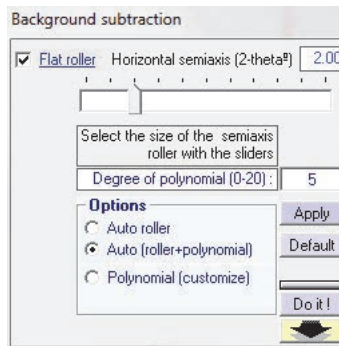 Background subtraction
Flat roller Horizontal semiaxis (2-thetaº) 2.00
Select the size of the semiaxis
roller with the sliders
Degree of polynomial (0-20) : 5
Options
Auto roller
Auto (roller+polynomial)
Polynomial (customize)
Apply
Default
Do it !